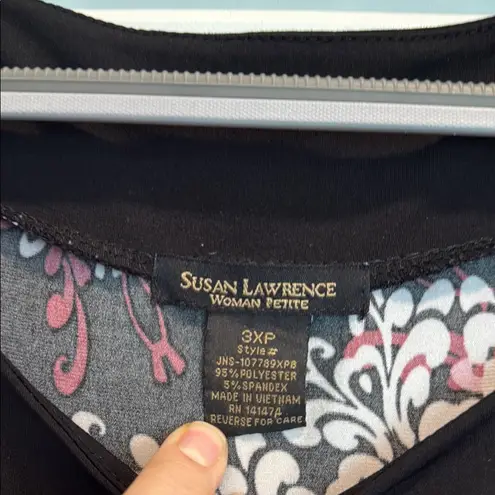 SUSAN LAWRENCE
WOMAN PETITE
3XP
Style#
JNS-107789XPB
95%POLYESTER
5%SPANDEX
MADE IN VIETNAM
RN 141474
REVERSE FOR CARE